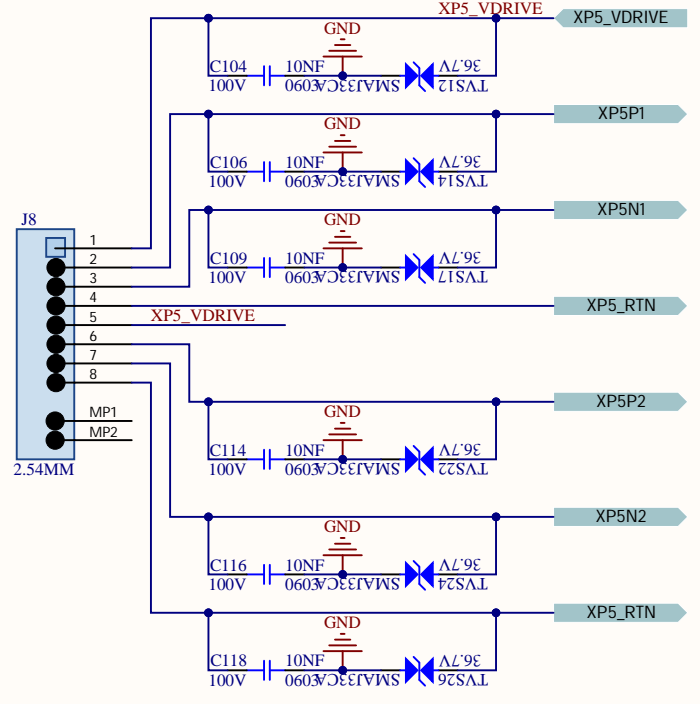 XP5_VDRIVE
XP5_VDRIVE
GND
C104 10NF 36.7V
100V 0603 SMAJ33CA TVS12
XP5P1
GND
C106 10NF 36.7V
100V 0603 SMAJ33CA TVS14
J8
XP5N1
GND
1
C109 10NF 36.7V
2
100V 0603 SMAJ33CA TVS17
3
4
XP5_RTN
5
XP5_VDRIVE
6
7
8
XP5P2
MP1
GND
MP2
C114 10NF 36.7V
2.54MM
100V 0603 SMAJ33CA TVS22
XP5N2
GND
C116 10NF 36.7V
100V 0603 SMAJ33CA TVS24
XP5_RTN
GND
C118 10NF 36.7V
100V 0603 SMAJ33CA TVS26